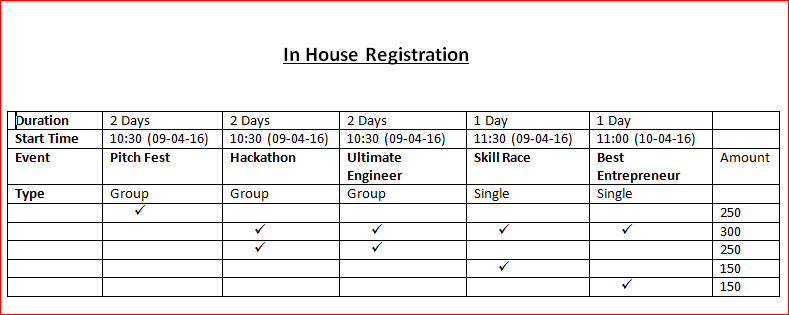 In House Registration
Duration 2 Days 2 Days 2 Days 1 Day 1 Day
Start Time 10:30 (09-04-16) 10:30 (09-04-16) 10:30 (09-04-16) 11:30 (09-04-16) 11:00 (10-04-16)
Event Pitch Fest Hackathon Ultimate Engineer Skill Race Best Entrepreneur Amount
Type Group Group Group Single Single
✓ 250
✓ ✓ ✓ ✓ 300
✓ ✓ 250
✓ 150
✓ 150